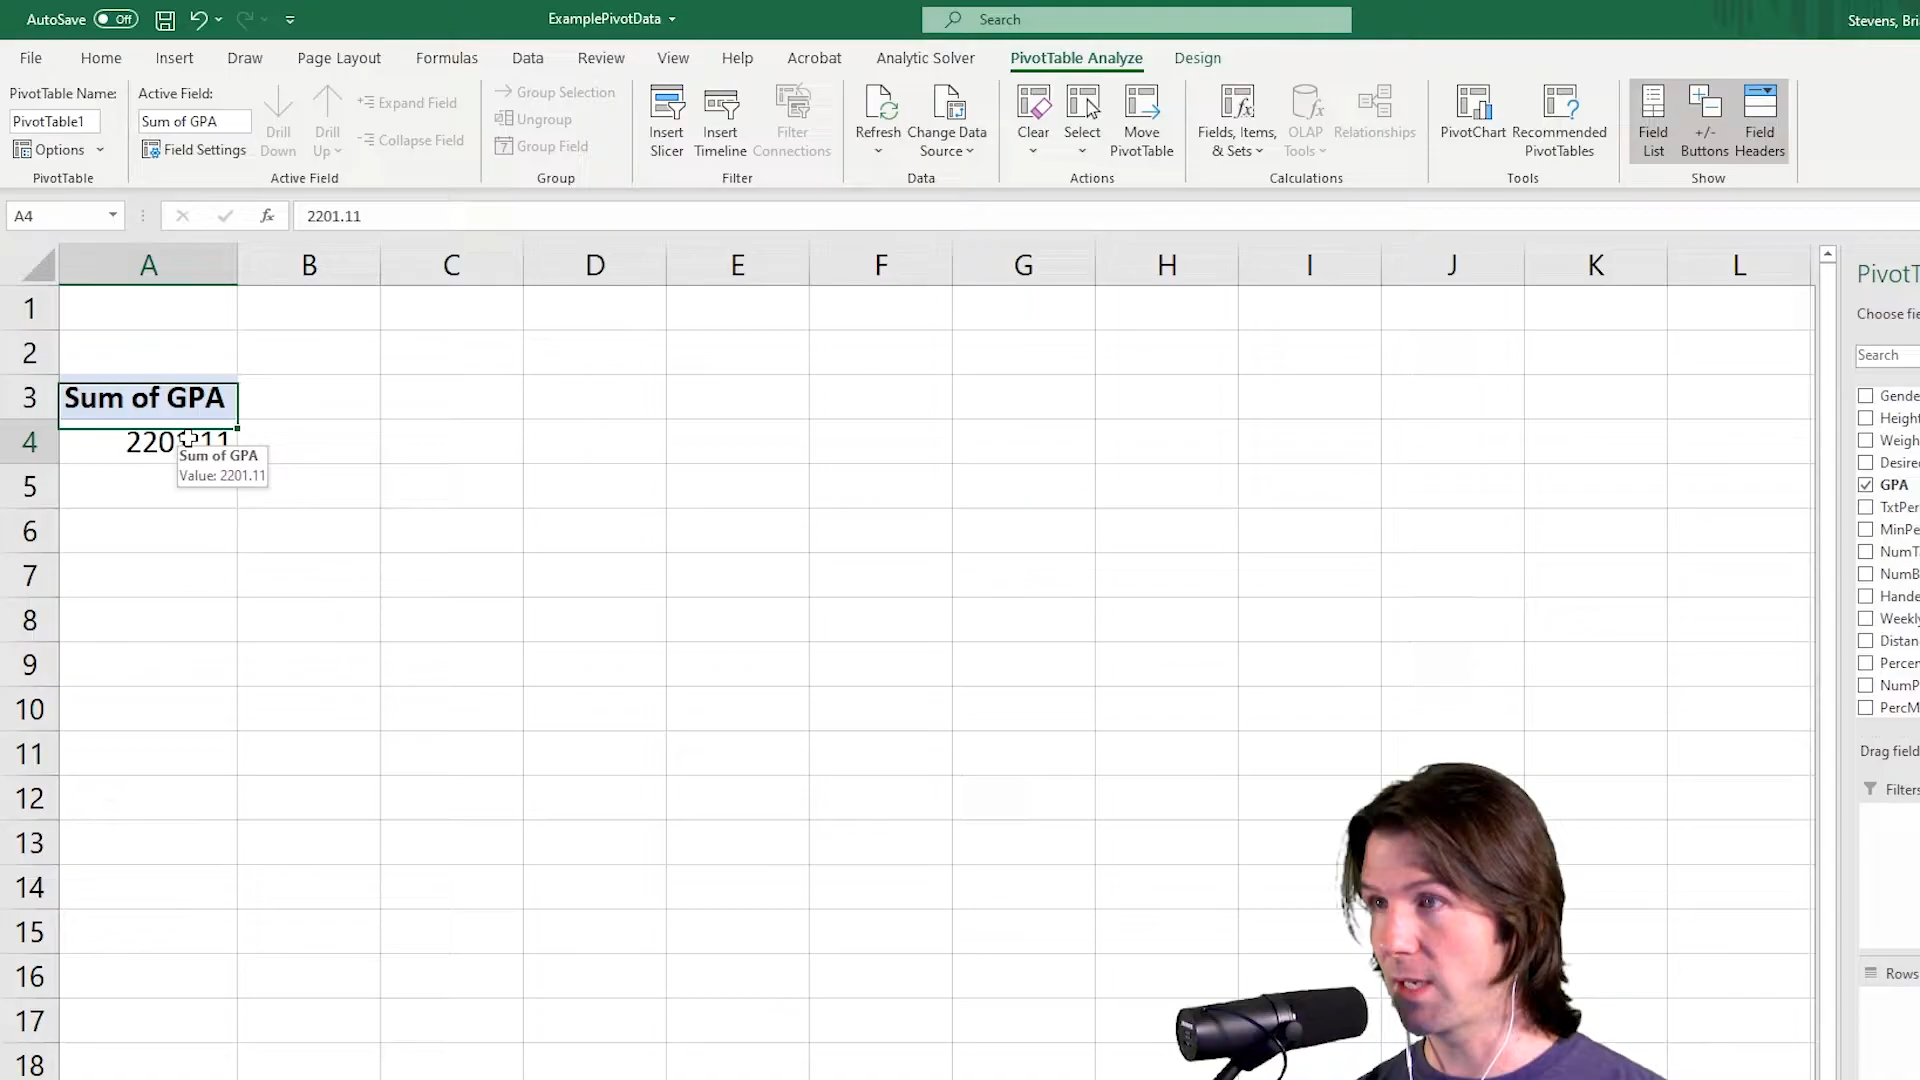 AutoSave Off ExamplePivotData Search Stevens, Bri
File Home Insert Draw Page Layout Formulas Data Review View Help Acrobat Analytic Solver PivotTable Analyze Design
PivotTable Name:
PivotTable1
Options
PivotTable
Active Field:
Sum of GPA
Field Settings
Drill Down
Drill Up
Expand Field
Collapse Field
Active Field
Group Selection
Ungroup
Group Field
Group
Insert Slicer
Insert Timeline
Filter Connections
Filter
Refresh
Change Data Source
Data
Clear
Select
Move PivotTable
Actions
Fields, Items, & Sets
OLAP Tools
Relationships
Calculations
PivotChart
Recommended PivotTables
Tools
Field List
+/- Buttons
Field Headers
Show
A4 fx 2201.11
A B C D E F G H I J K L
1
2
3 Sum of GPA
4
Sum of GPA
Value: 2201.11
5
6
7
8
9
10
11
12
13
14
15
16
17
18
PivotT
Choose fie
Search
Gende
Height
Weigh
Desire
GPA
TxtPer
MinPe
NumT
NumB
Hande
Weekly
Distan
Percen
NumP
PercM
Drag field
Filters
Rows